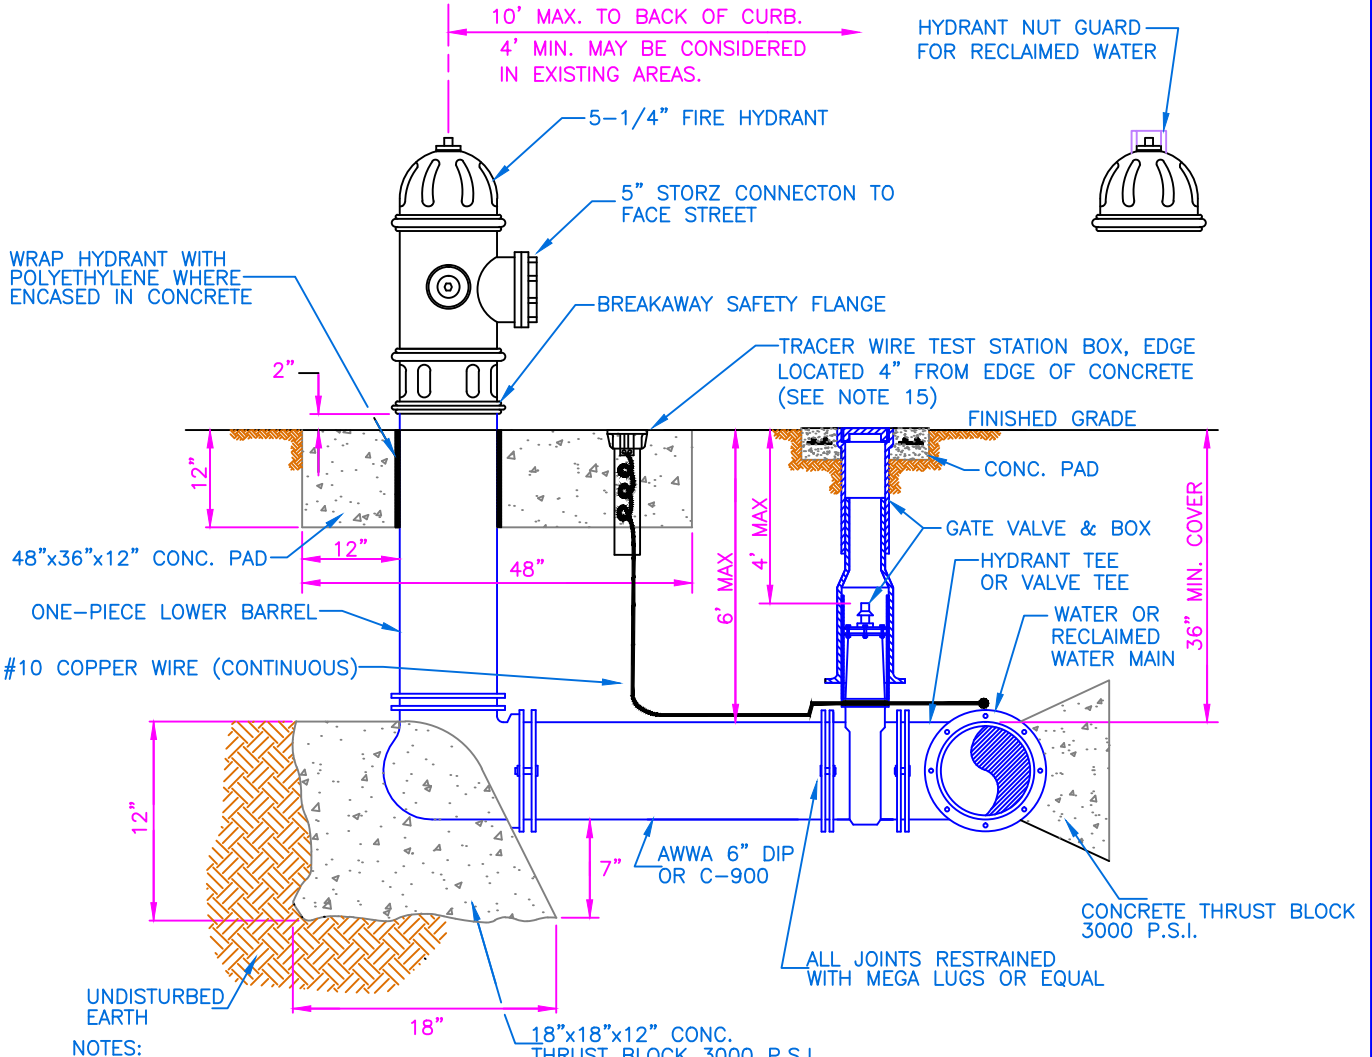 10' MAX. TO BACK OF CURB.
4' MIN. MAY BE CONSIDERED
IN EXISTING AREAS.
HYDRANT NUT GUARD
FOR RECLAIMED WATER
5-1/4" FIRE HYDRANT
5" STORZ CONNECTON TO
FACE STREET
WRAP HYDRANT WITH
POLYETHYLENE WHERE
ENCASED IN CONCRETE
BREAKAWAY SAFETY FLANGE
TRACER WIRE TEST STATION BOX, EDGE
LOCATED 4" FROM EDGE OF CONCRETE
(SEE NOTE 15)
2"
FINISHED GRADE
12"
CONC. PAD
48"x36"x12" CONC. PAD
12"
48"
6' MAX
4' MAX
GATE VALVE & BOX
HYDRANT TEE
OR VALVE TEE
36" MIN. COVER
ONE-PIECE LOWER BARREL
WATER OR
RECLAIMED
WATER MAIN
#10 COPPER WIRE (CONTINUOUS)
12"
7"
AWWA 6" DIP
OR C-900
CONCRETE THRUST BLOCK
3000 P.S.I.
ALL JOINTS RESTRAINED
WITH MEGA LUGS OR EQUAL
UNDISTURBED
EARTH
18"
18"x18"x12" CONC.
THRUST BLOCK 3000 P.S.I.
NOTES: